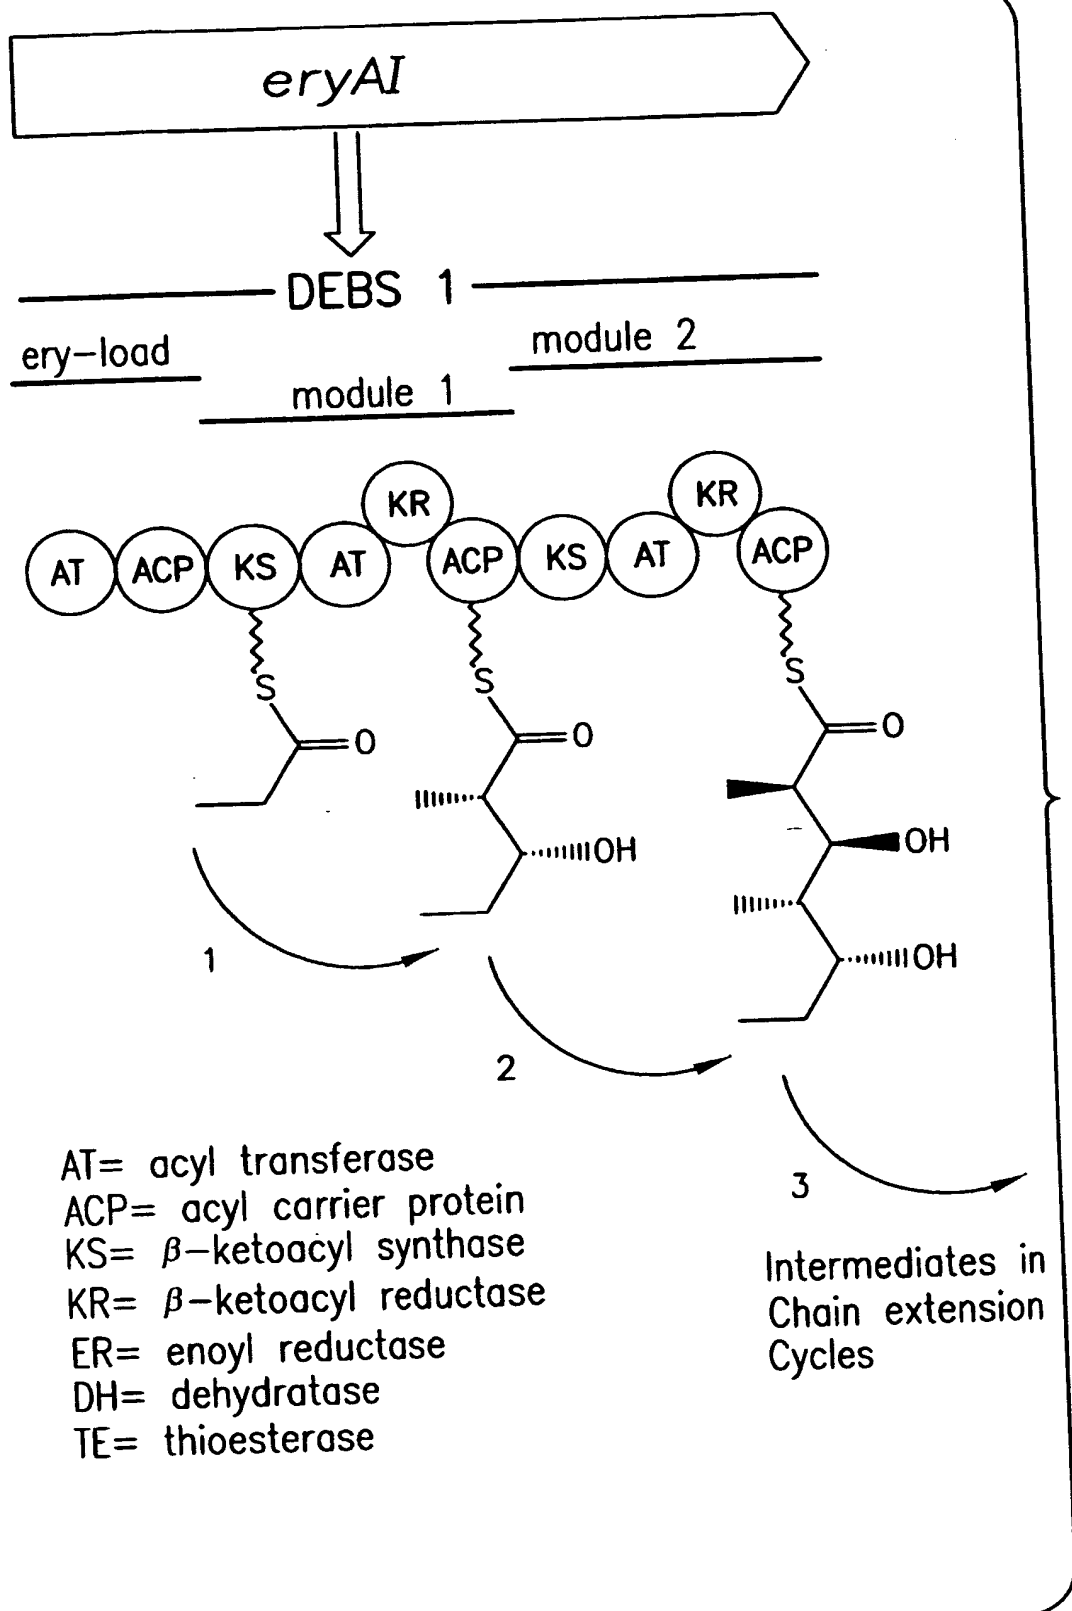 eryAI
DEBS 1
ery-load
module 2
module 1
KR
KR
AT
ACP
KS
AT
ACP
KS
AT
ACP
S
S
S
O
O
O
OH
OH
OH
1
2
3
AT= acyl transferase
ACP= acyl carrier protein
KS= β-ketoacyl synthase
KR= β-ketoacyl reductase
ER= enoyl reductase
DH= dehydratase
TE= thioesterase
Intermediates in
Chain extension
Cycles